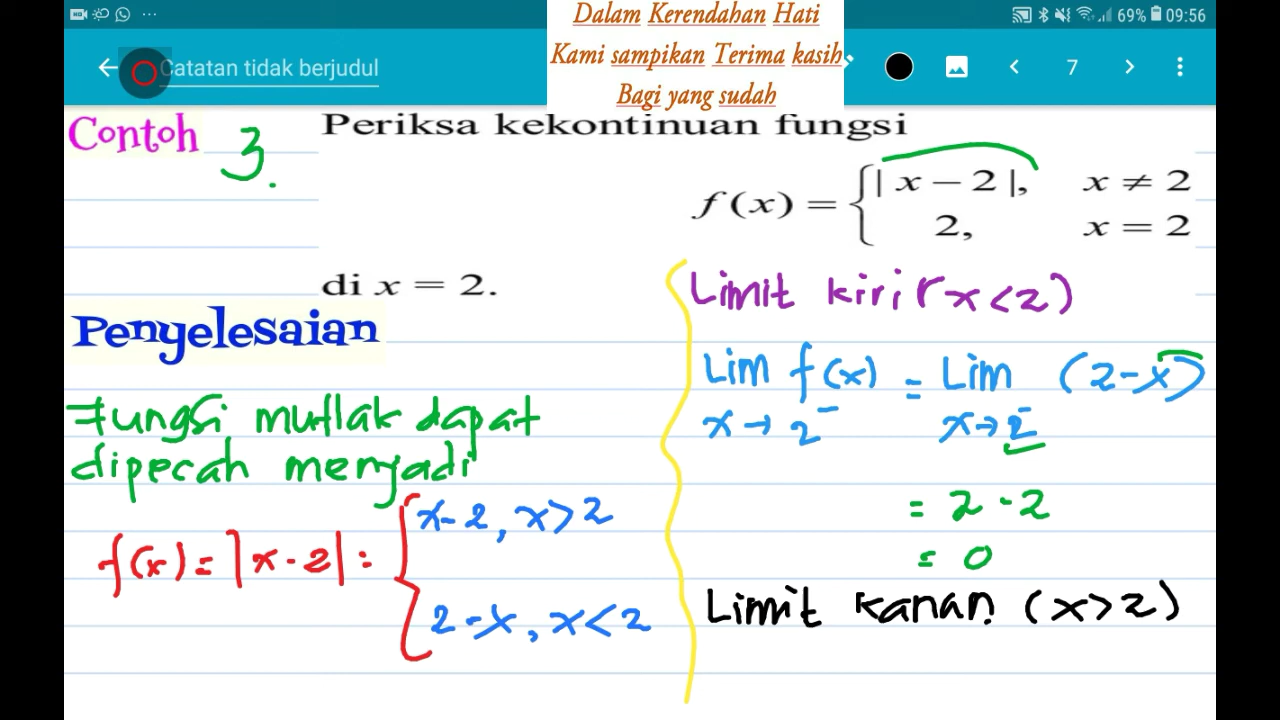 69% 09:56
Dalam Kerendahan Hati
Kami sampikan Terima kasih
Bagi yang sudah
Catatan tidak berjudul
7
Contoh 3.
Periksa kekontinuan fungsi
f(x) = { | x − 2 |, x ≠ 2
2, x = 2
di x = 2.
Penyelesaian
Fungsi mutlak dapat
dipecah menjadi
f(x) = |x - 2| = { x - 2, x > 2
2 - x, x < 2
Limit kiri (x < 2)
Lim f(x) = Lim (2 - x)
x → 2⁻ x → 2⁻
= 2 - 2
= 0
Limit kanan (x > 2)